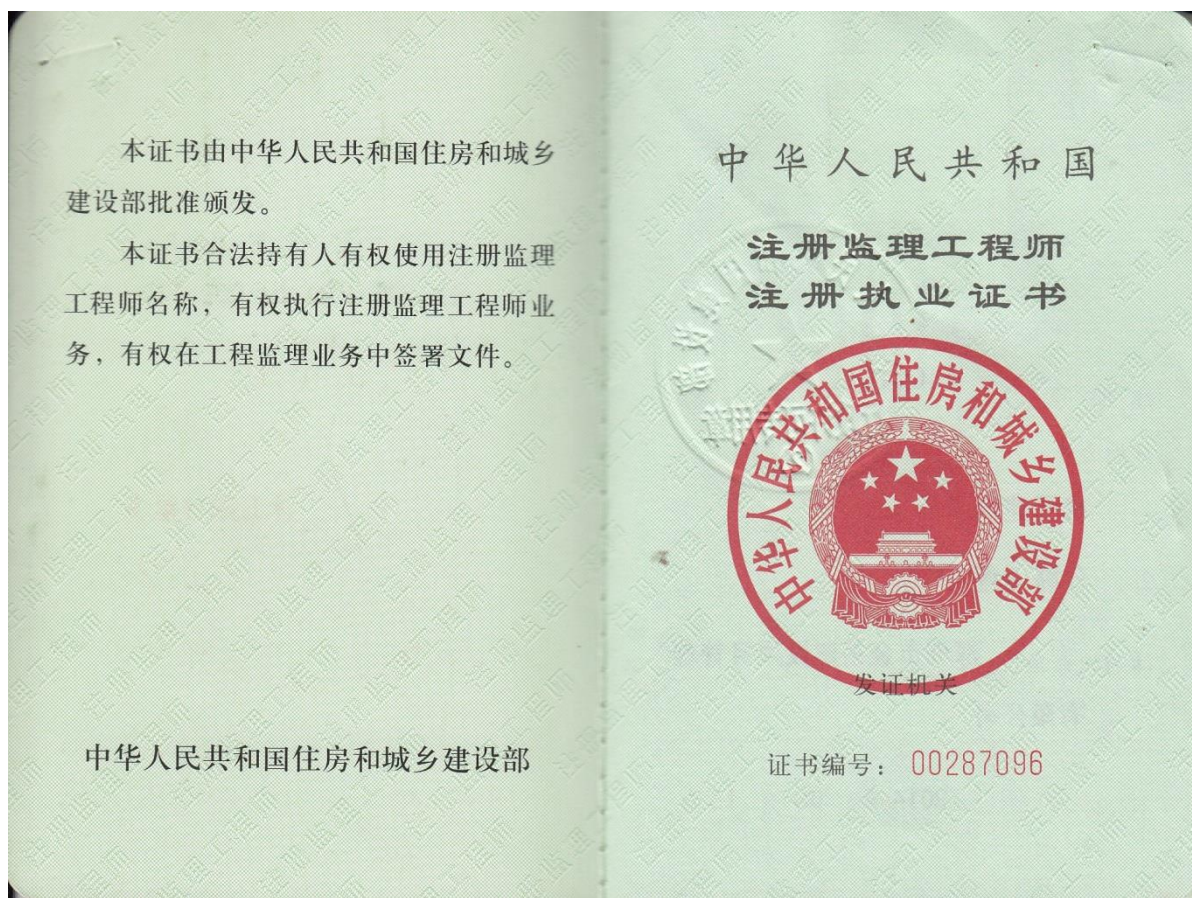 本证书由中华人民共和国住房和城乡
建设部批准颁发。
本证书合法持有人有权使用注册监理
工程师名称，有权执行注册监理工程师业
务，有权在工程监理业务中签署文件。
中华人民共和国住房和城乡建设部
中华人民共和国
注册监理工程师
注册执业证书
中华人民共和国住房和城乡建设部
发证机关
证书编号：00287096